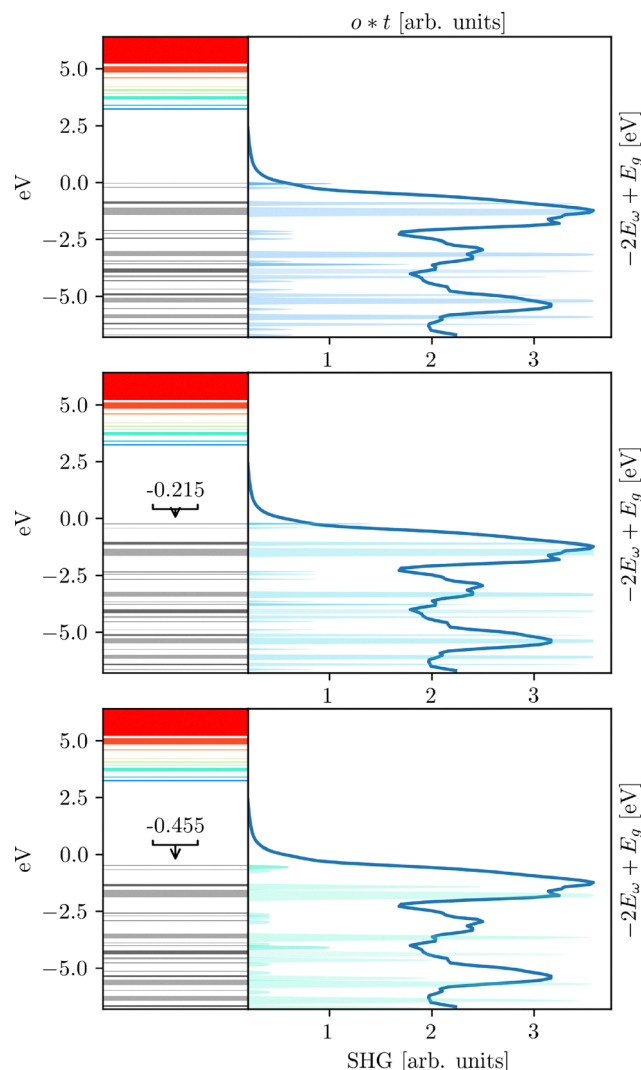 o ∗ t [arb. units]
5.0
2.5
0.0
−2.5
−5.0
eV
1 2 3
−2E_ω + E_g [eV]
5.0
2.5
0.0
−2.5
−5.0
eV
-0.215
1 2 3
−2E_ω + E_g [eV]
5.0
2.5
0.0
−2.5
−5.0
eV
-0.455
1 2 3
−2E_ω + E_g [eV]
SHG [arb. units]